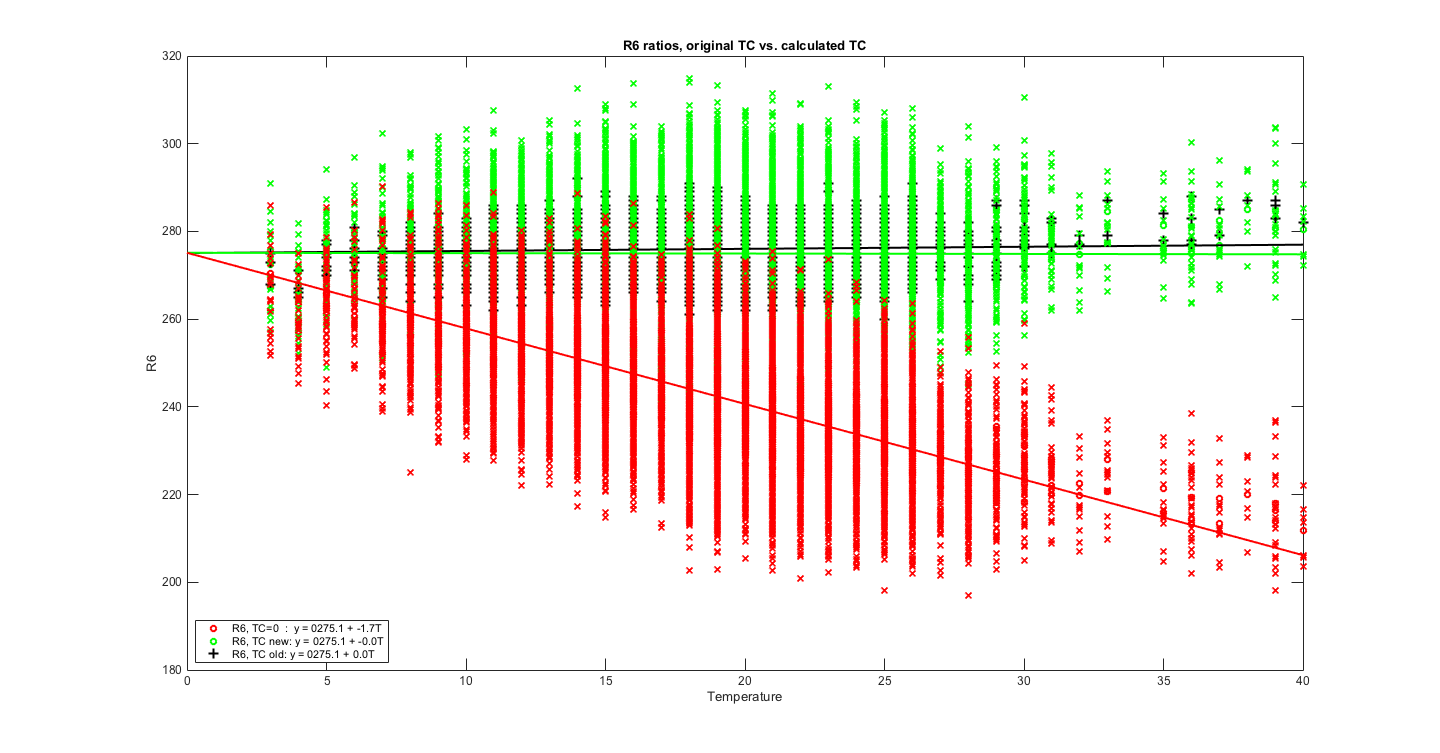 R6 ratios, original TC vs. calculated TC
320
300
280
260
240
220
200
180
R6
R6, TC=0 : y = 0275.1 + -1.7T
R6, TC new: y = 0275.1 + -0.0T
R6, TC old: y = 0275.1 + 0.0T
0 5 10 15 20 25 30 35 40
Temperature